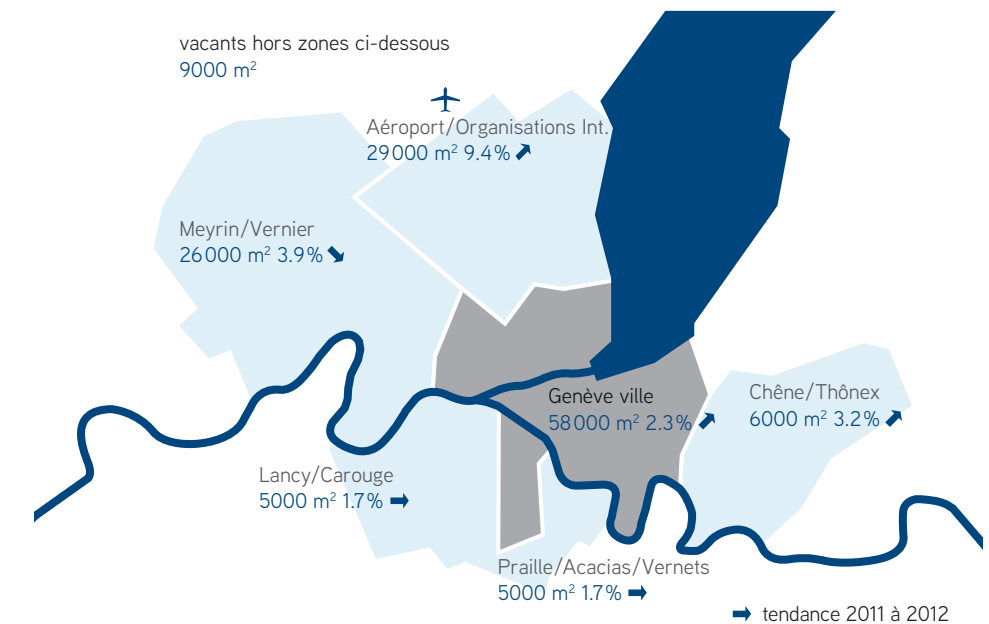 vacants hors zones ci-dessous
9000 m²
Aéroport/Organisations Int.
29000 m² 9.4%
Meyrin/Vernier
26000 m² 3.9%
Genève ville
58000 m² 2.3%
Chêne/Thônex
6000 m² 3.2%
Lancy/Carouge
5000 m² 1.7%
Praille/Acacias/Vernets
5000 m² 1.7%
tendance 2011 à 2012